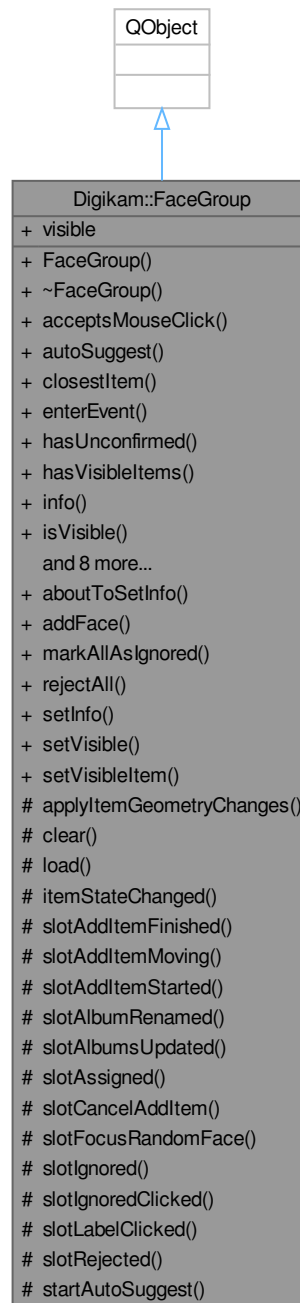 QObject
Digikam::FaceGroup
+ visible
+ FaceGroup()
+ ~FaceGroup()
+ acceptsMouseClick()
+ autoSuggest()
+ closestItem()
+ enterEvent()
+ hasUnconfirmed()
+ hasVisibleItems()
+ info()
+ isVisible()
and 8 more...
+ aboutToSetInfo()
+ addFace()
+ markAllAsIgnored()
+ rejectAll()
+ setInfo()
+ setVisible()
+ setVisibleItem()
# applyItemGeometryChanges()
# clear()
# load()
# itemStateChanged()
# slotAddItemFinished()
# slotAddItemMoving()
# slotAddItemStarted()
# slotAlbumRenamed()
# slotAlbumsUpdated()
# slotAssigned()
# slotCancelAddItem()
# slotFocusRandomFace()
# slotIgnored()
# slotIgnoredClicked()
# slotLabelClicked()
# slotRejected()
# startAutoSuggest()